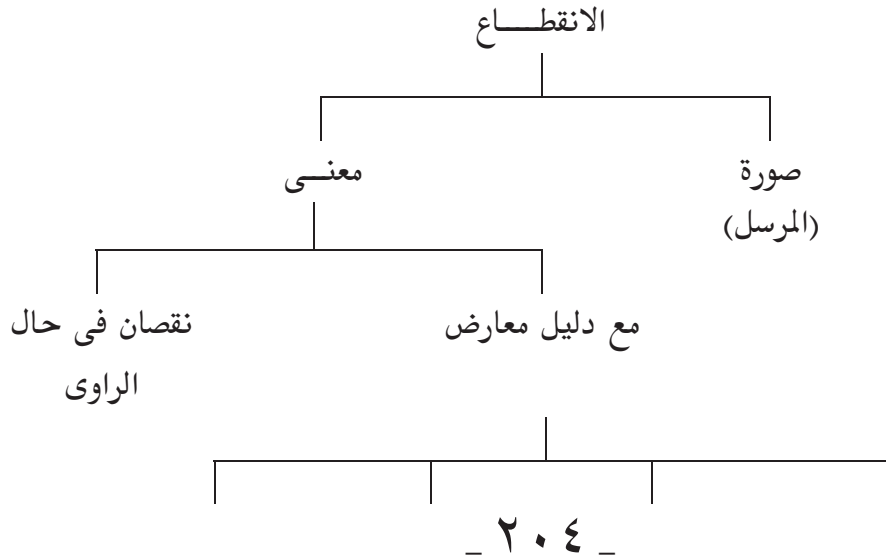 الانقطـــاع
صورة
(المرسل)
معنــى
مع دليل معارض
نقصان فى حال
الراوى
_ ٢٠٤ _